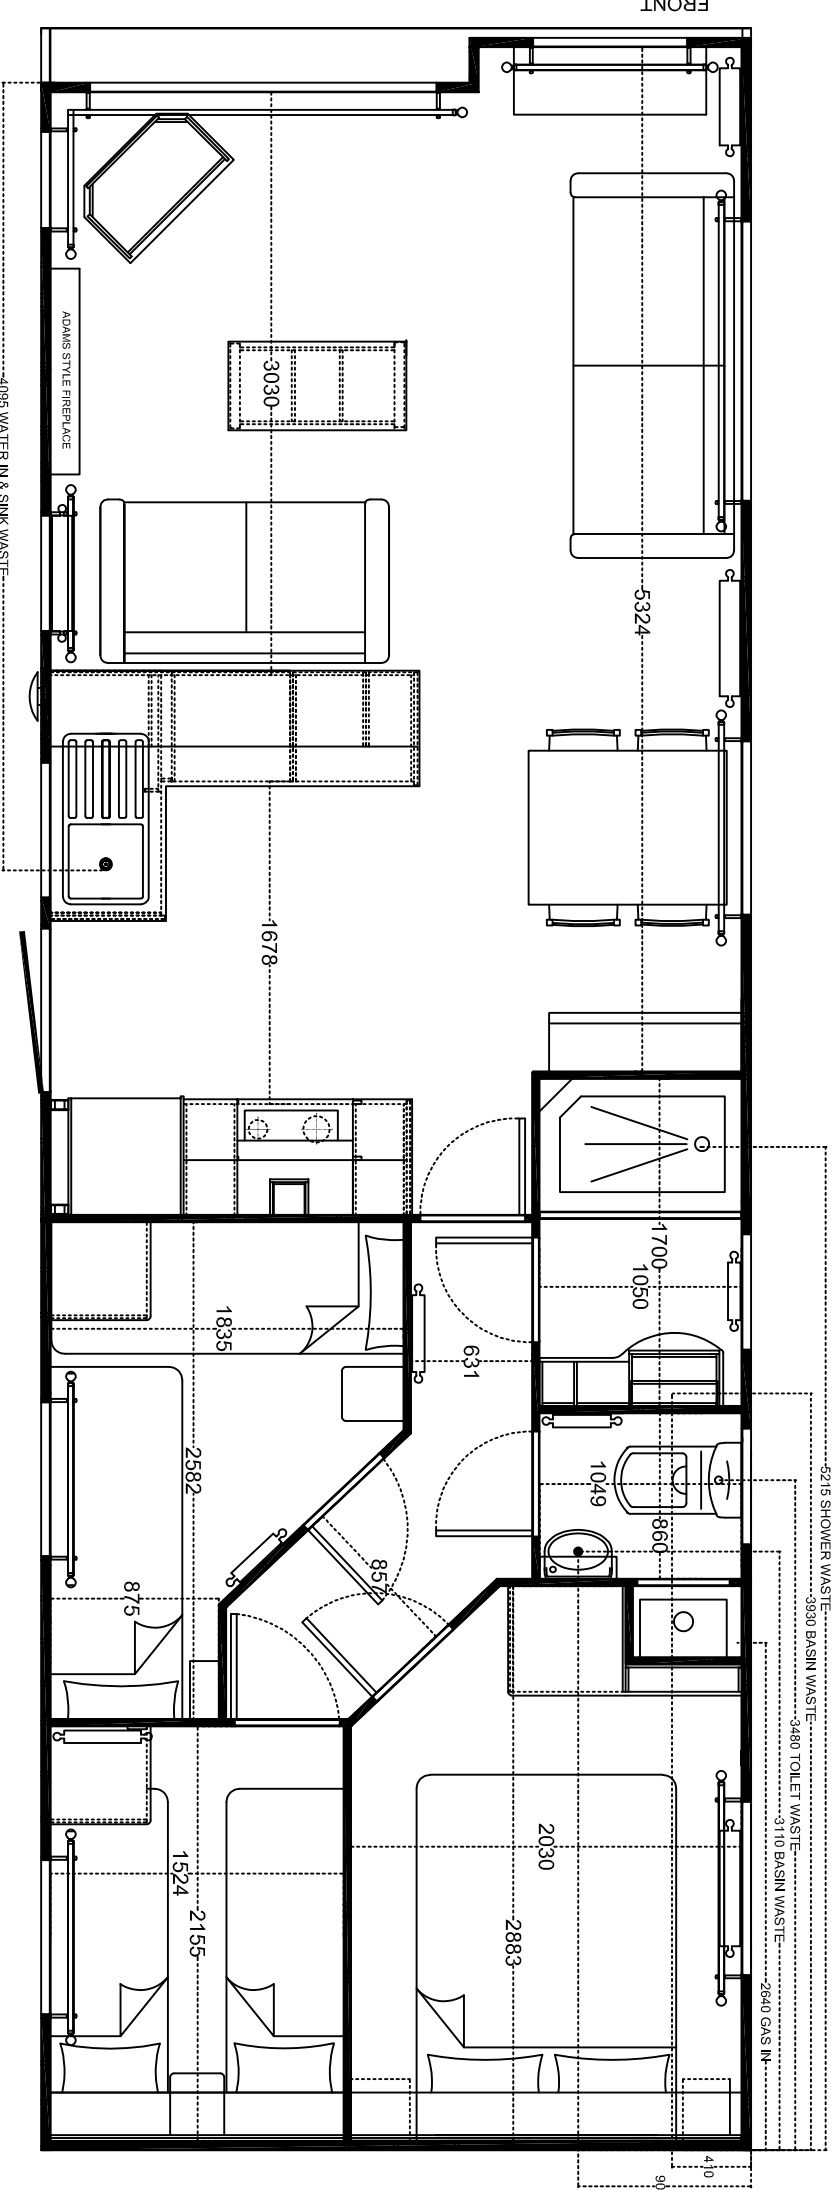 FRONT
ADAMS STYLE FIREPLACE
3030
4095 WATER IN & SINK WASTE
5324
1678
1700
1050
1835
631
2582
1049
860
857
875
5215 SHOWER WASTE
3930 BASIN WASTE
3480 TOILET WASTE
3110 BASIN WASTE
2640 GAS IN
2030
1524
2155
2883
410
90